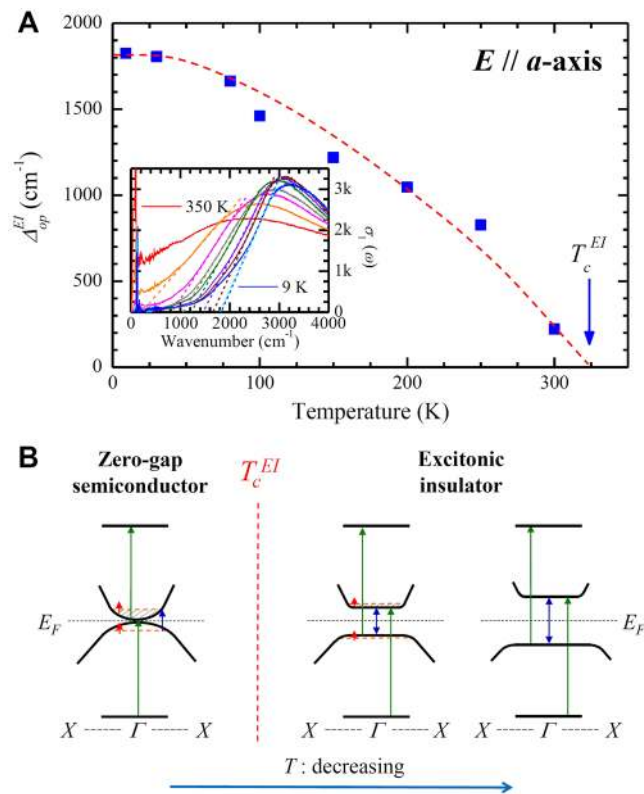 A
E // a-axis
2000
1500
1000
500
0
Δ_op^EI (cm⁻¹)
350 K
9 K
3k
2k
1k
0
σ₁(ω)
0 1000 2000 3000 4000
Wavenumber (cm⁻¹)
T_c^EI
0 50 100 150 200 250 300
Temperature (K)
B
Zero-gap
semiconductor
T_c^EI
Excitonic
insulator
E_F
E_F
X ---- Γ ---- X
X ---- Γ ---- X
X ---- Γ ---- X
T : decreasing